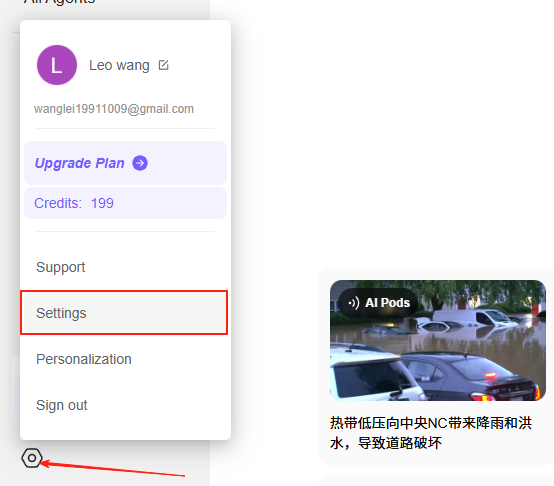 All Agents
L
Leo wang
wanglei19911009@gmail.com
Upgrade Plan
Credits: 199
Support
Settings
Personalization
Sign out
AI Pods
热带低压向中央NC带来降雨和洪
水，导致道路破坏